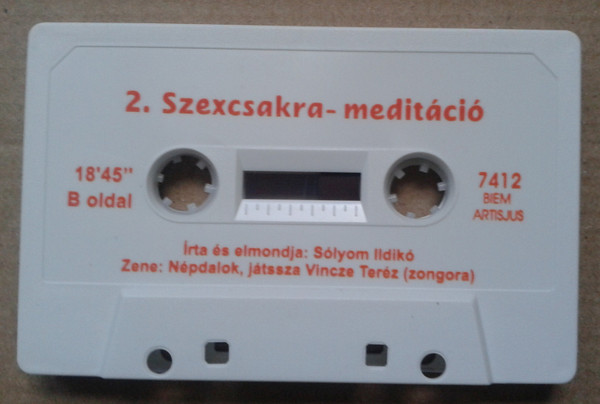 2. Szexcsakra-meditáció
18'45"
B oldal
7412
BIEM
ARTISJUS
Írta és elmondja: Sólyom Ildikó
Zene: Népdalok, játssza Vincze Teréz (zongora)